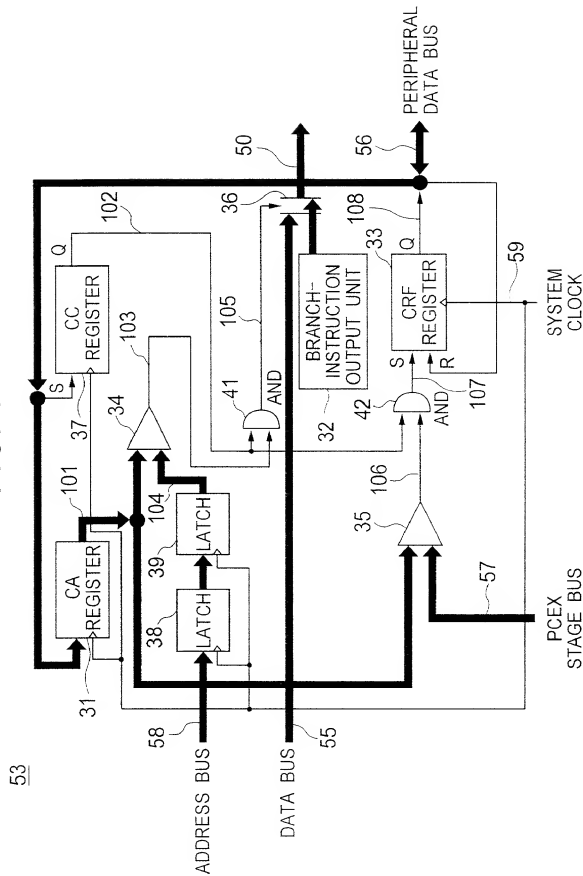 53
CA
REGISTER
31
101
S
CC
REGISTER
37
Q
102
103
34
104
38
LATCH
39
LATCH
ADDRESS BUS
58
DATA BUS
55
41
AND
105
36
50
BRANCH-
INSTRUCTION
OUTPUT UNIT
32
35
106
42
AND
107
S
R
Q
33
CRF
REGISTER
108
56
PERIPHERAL
DATA BUS
57
PCEX
STAGE BUS
59
SYSTEM
CLOCK